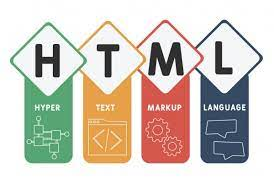 H T M L
HYPER TEXT MARKUP LANGUAGE
</>